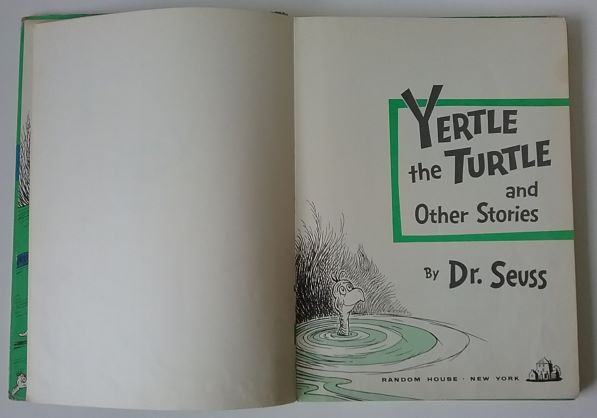 YERTLE
the TURTLE
and
Other Stories
By Dr. Seuss
RANDOM HOUSE · NEW YORK